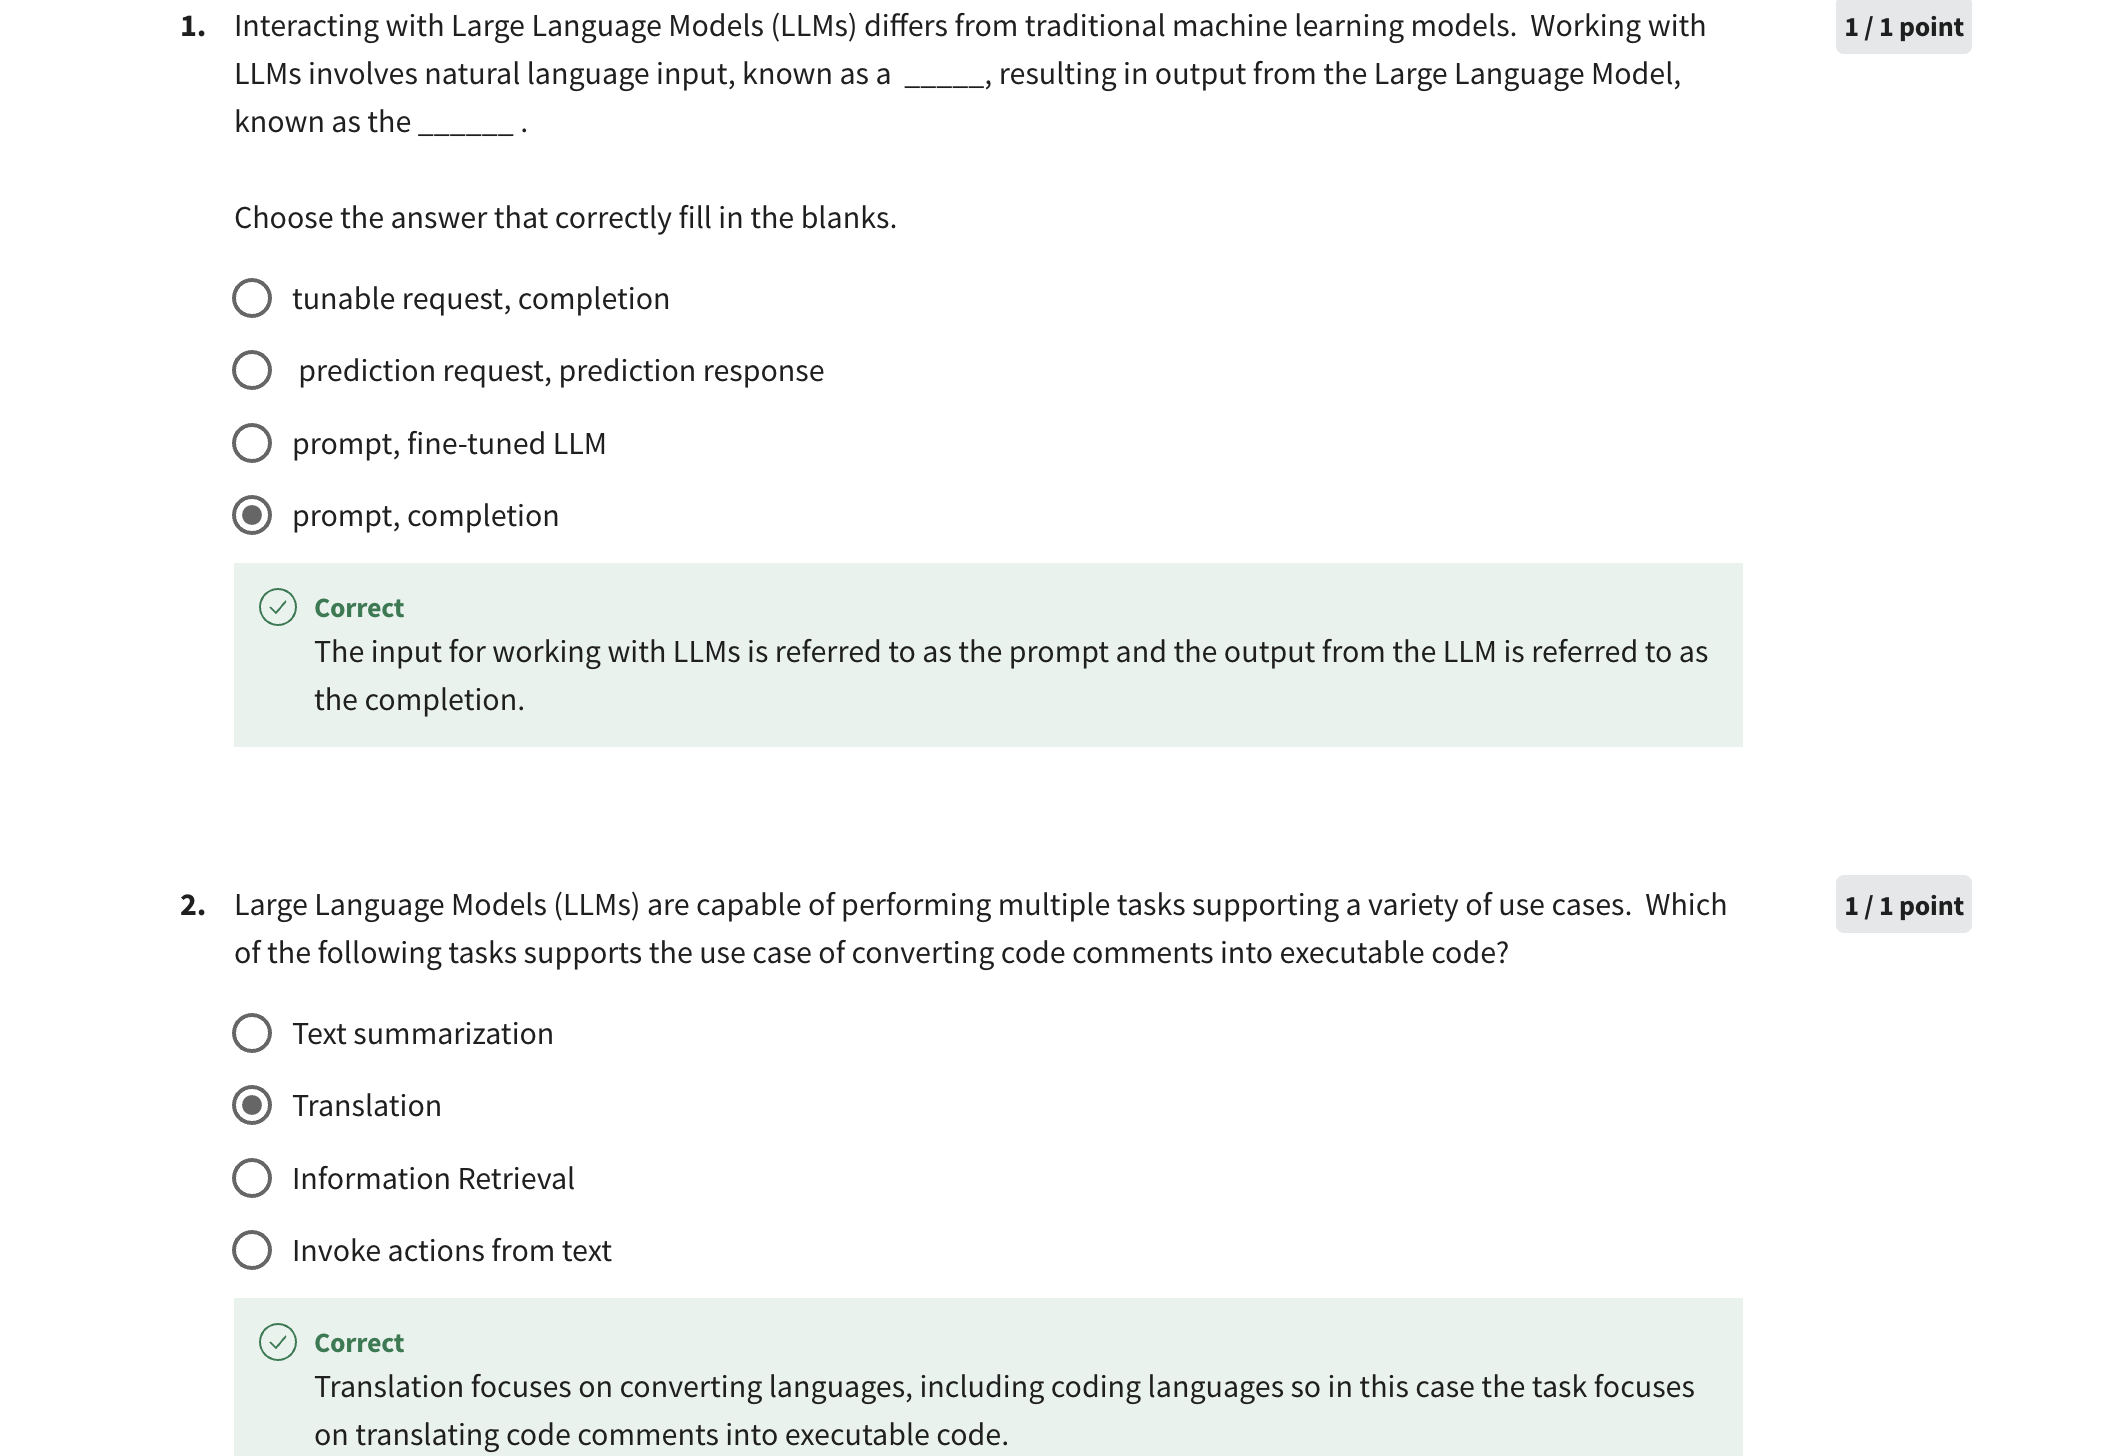 1. Interacting with Large Language Models (LLMs) differs from traditional machine learning models.  Working with
1 / 1 point
LLMs involves natural language input, known as a  _____, resulting in output from the Large Language Model,
known as the ______ .
Choose the answer that correctly fill in the blanks.
tunable request, completion
prediction request, prediction response
prompt, fine-tuned LLM
prompt, completion
Correct
The input for working with LLMs is referred to as the prompt and the output from the LLM is referred to as
the completion.
2. Large Language Models (LLMs) are capable of performing multiple tasks supporting a variety of use cases.  Which
1 / 1 point
of the following tasks supports the use case of converting code comments into executable code?
Text summarization
Translation
Information Retrieval
Invoke actions from text
Correct
Translation focuses on converting languages, including coding languages so in this case the task focuses
on translating code comments into executable code.